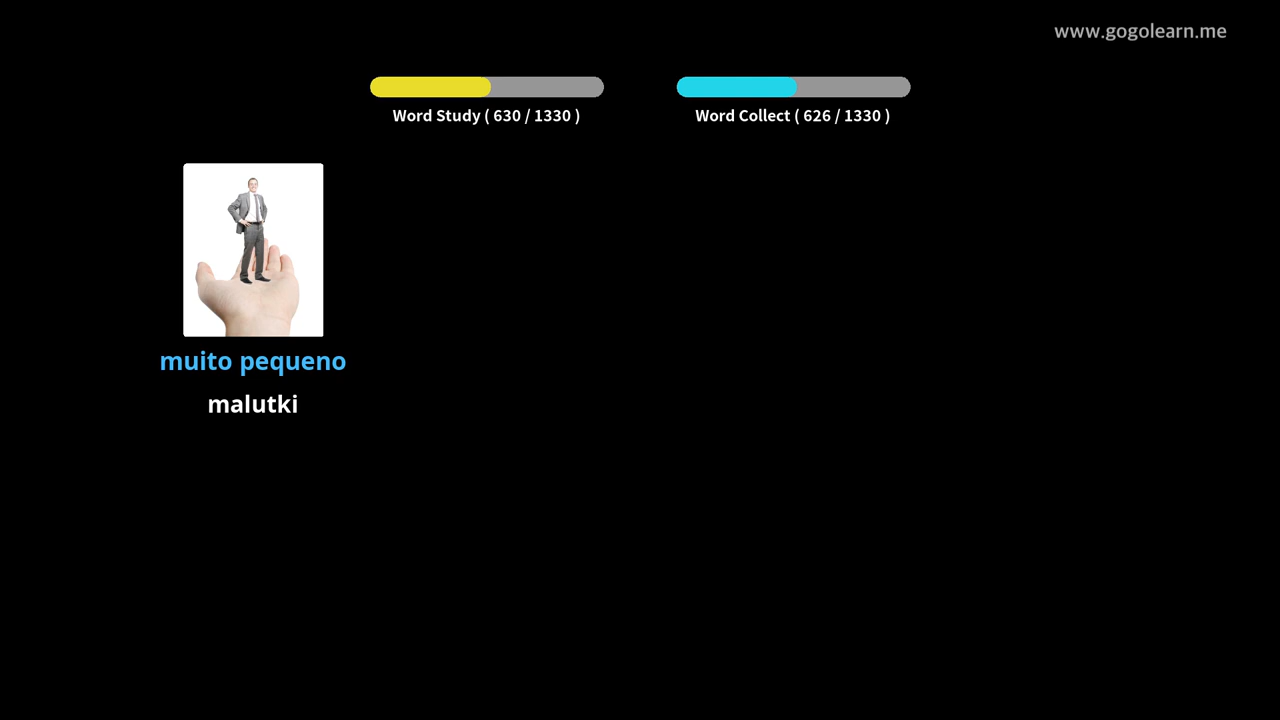 www.gogolearn.me
Word Study ( 630 / 1330 )
Word Collect ( 626 / 1330 )
muito pequeno
malutki